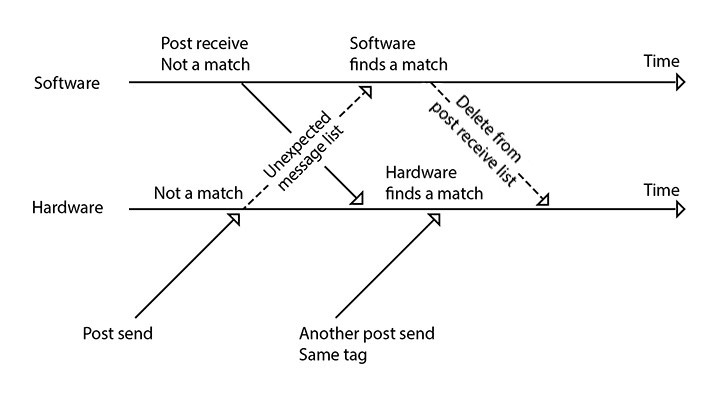 Post receive
Not a match
Software
finds a match
Time
Software
Delete from
post receive list
Unexpected
message list
Hardware
finds a match
Not a match
Time
Hardware
Post send
Another post send
Same tag